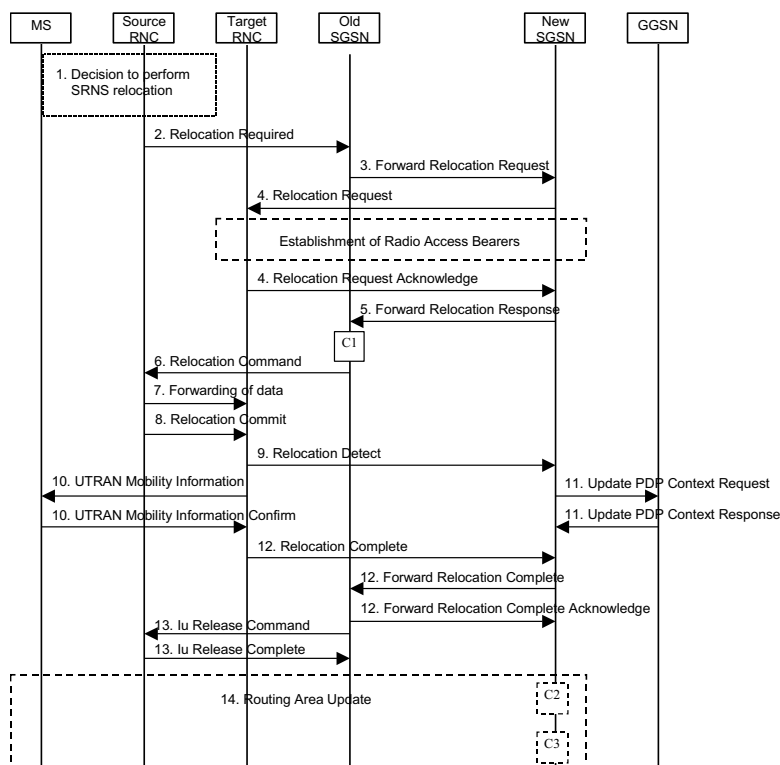 MS
Source
RNC
Target
RNC
Old
SGSN
New
SGSN
GGSN
1. Decision to perform
SRNS relocation
2. Relocation Required
3. Forward Relocation Request
4. Relocation Request
Establishment of Radio Access Bearers
4. Relocation Request Acknowledge
5. Forward Relocation Response
C1
6. Relocation Command
7. Forwarding of data
8. Relocation Commit
9. Relocation Detect
10. UTRAN Mobility Information
11. Update PDP Context Request
10. UTRAN Mobility Information Confirm
11. Update PDP Context Response
12. Relocation Complete
12. Forward Relocation Complete
12. Forward Relocation Complete Acknowledge
13. Iu Release Command
13. Iu Release Complete
14. Routing Area Update
C2
C3